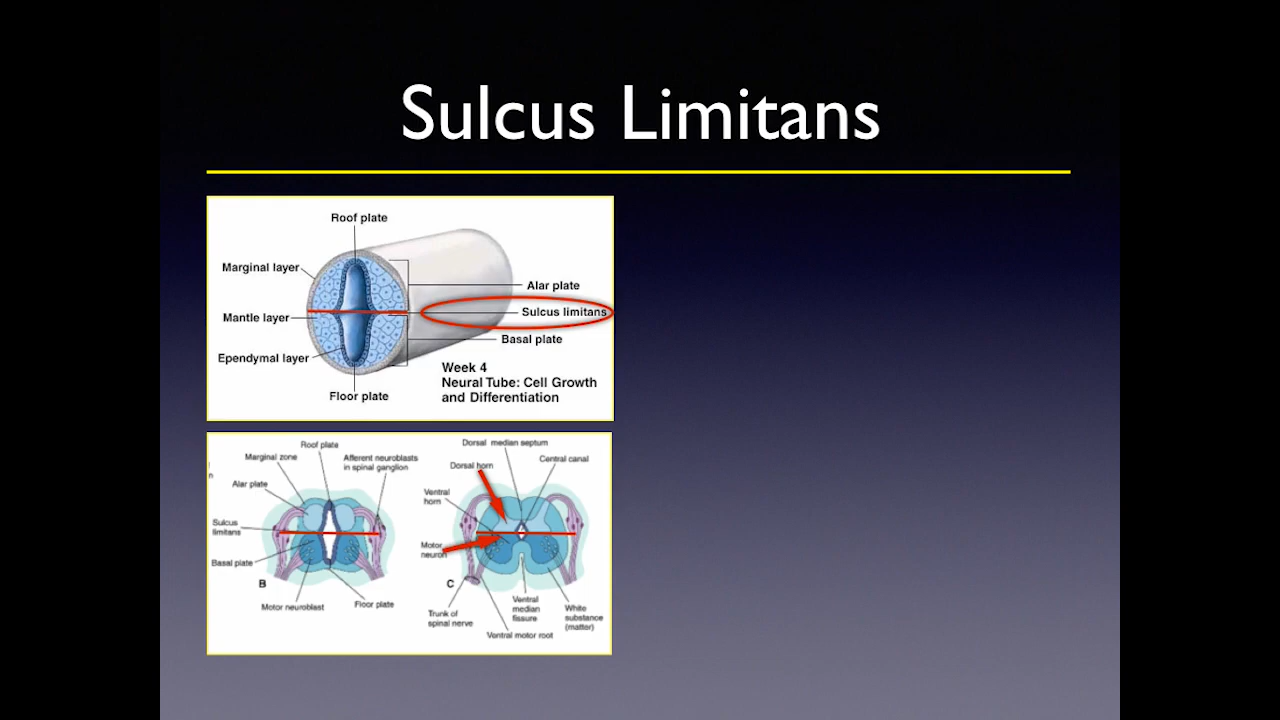 Sulcus Limitans
Roof plate
Marginal layer
Alar plate
Sulcus limitans
Mantle layer
Basal plate
Ependymal layer
Week 4
Neural Tube: Cell Growth
and Differentiation
Floor plate
Roof plate
Marginal zone
Afferent neuroblasts
in spinal ganglion
Alar plate
Sulcus
limitans
Basal plate
B
Motor neuroblast
Floor plate
Dorsal median septum
Dorsal horn
Central canal
Ventral
horn
Motor
neuron
C
Trunk of
spinal nerve
Ventral
median
fissure
White
substance
(matter)
Ventral motor root